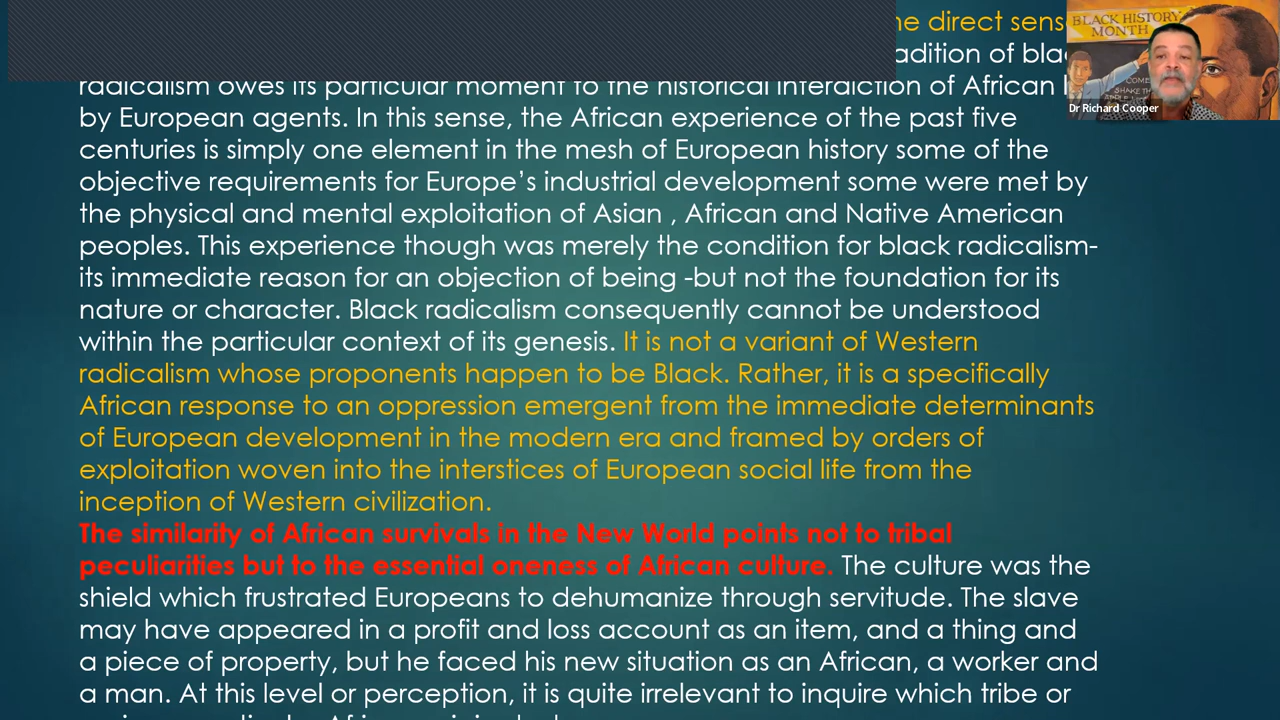 ne direct sens
adition of blac
radicalism owes its particular moment to the historical interdiction of African
by European agents. In this sense, the African experience of the past five
centuries is simply one element in the mesh of European history some of the
objective requirements for Europe's industrial development some were met by
the physical and mental exploitation of Asian , African and Native American
peoples. This experience though was merely the condition for black radicalism-
its immediate reason for an objection of being -but not the foundation for its
nature or character. Black radicalism consequently cannot be understood
within the particular context of its genesis. It is not a variant of Western
radicalism whose proponents happen to be Black. Rather, it is a specifically
African response to an oppression emergent from the immediate determinants
of European development in the modern era and framed by orders of
exploitation woven into the interstices of European social life from the
inception of Western civilization.
The similarity of African survivals in the New World points not to tribal
peculiarities but to the essential oneness of African culture. The culture was the
shield which frustrated Europeans to dehumanize through servitude. The slave
may have appeared in a profit and loss account as an item, and a thing and
a piece of property, but he faced his new situation as an African, a worker and
a man. At this level or perception, it is quite irrelevant to inquire which tribe or
BLACK HISTORY
MONTH
COME
SHAKE TH
Dr Richard Cooper